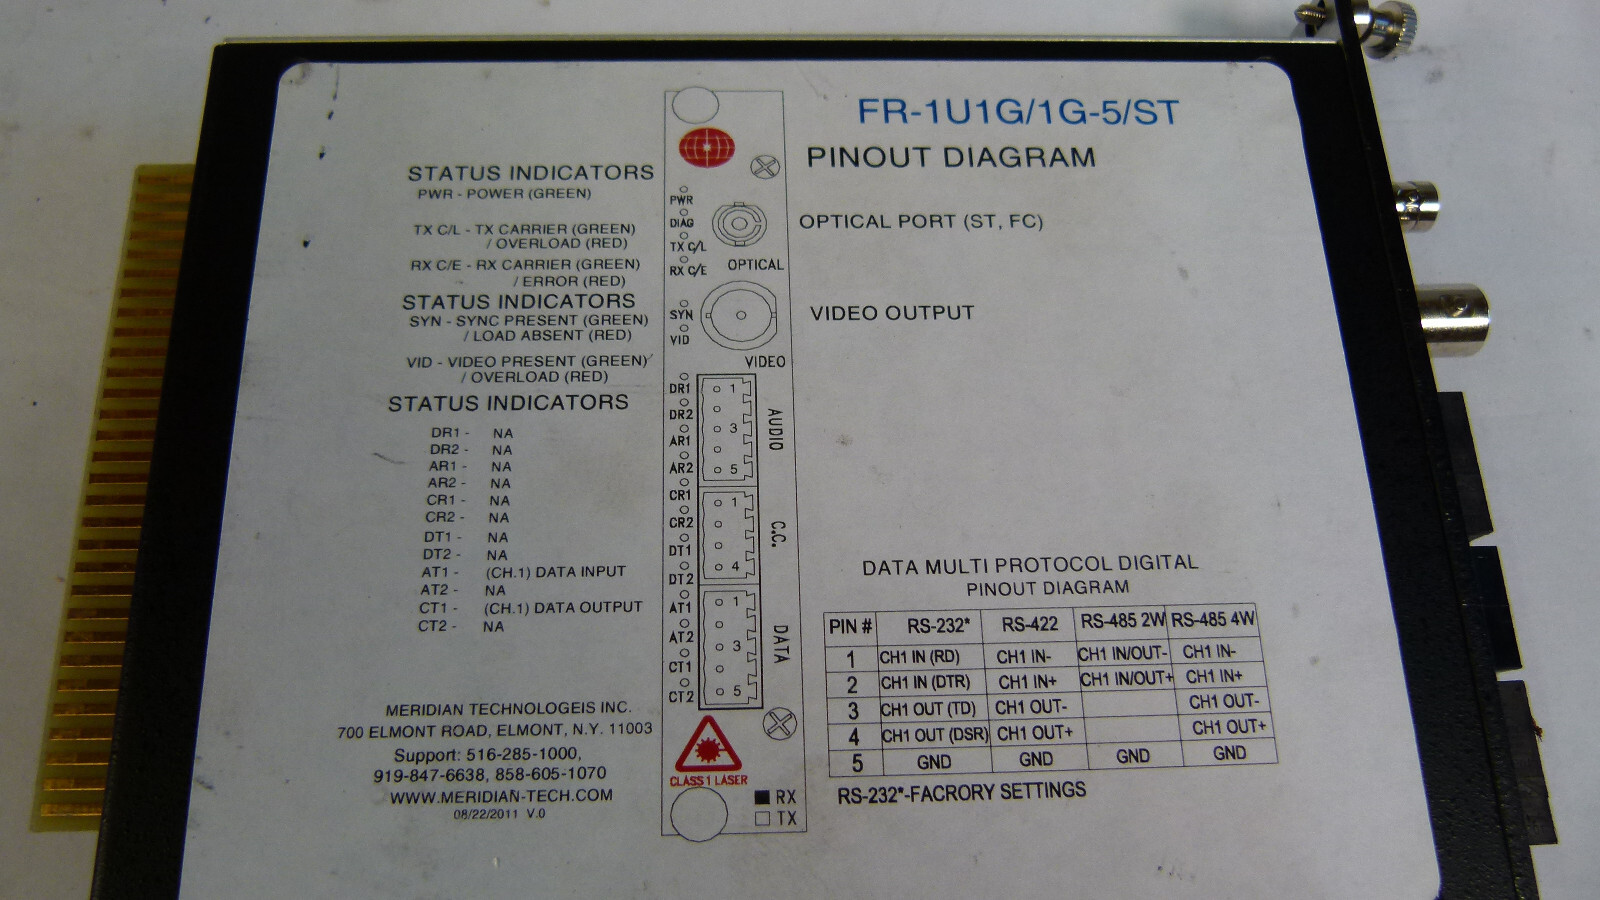 FR-1U1G/1G-5/ST
PINOUT DIAGRAM
STATUS INDICATORS
PWR - POWER (GREEN)
TX C/L - TX CARRIER (GREEN)
/ OVERLOAD (RED)
RX C/E - RX CARRIER (GREEN)
/ ERROR (RED)
STATUS INDICATORS
SYN - SYNC PRESENT (GREEN)
/ LOAD ABSENT (RED)
VID - VIDEO PRESENT (GREEN)
/ OVERLOAD (RED)
STATUS INDICATORS
DR1 - NA
DR2 - NA
AR1 - NA
AR2 - NA
CR1 - NA
CR2 - NA
DT1 - NA
DT2 - NA
AT1 - (CH.1) DATA INPUT
AT2 - NA
CT1 - (CH.1) DATA OUTPUT
CT2 - NA
MERIDIAN TECHNOLOGEIS INC.
700 ELMONT ROAD, ELMONT, N.Y. 11003
Support: 516-285-1000,
919-847-6638, 858-605-1070
WWW.MERIDIAN-TECH.COM
08/22/2011 V.0
PWR
DIAG
TX C/L
RX C/E
OPTICAL
SYN
VID
VIDEO
DR1
DR2
AR1
AR2
1
3
5
AUDIO
CR1
CR2
DT1
DT2
1
4
C.C.
AT1
AT2
CT1
CT2
1
3
5
DATA
CLASS 1 LASER
RX
TX
OPTICAL PORT (ST, FC)
VIDEO OUTPUT
DATA MULTI PROTOCOL DIGITAL
PINOUT DIAGRAM
PIN # RS-232* RS-422 RS-485 2W RS-485 4W
1 CH1 IN (RD) CH1 IN- CH1 IN/OUT- CH1 IN-
2 CH1 IN (DTR) CH1 IN+ CH1 IN/OUT+ CH1 IN+
3 CH1 OUT (TD) CH1 OUT- CH1 OUT-
4 CH1 OUT (DSR) CH1 OUT+ CH1 OUT+
5 GND GND GND GND
RS-232*-FACRORY SETTINGS